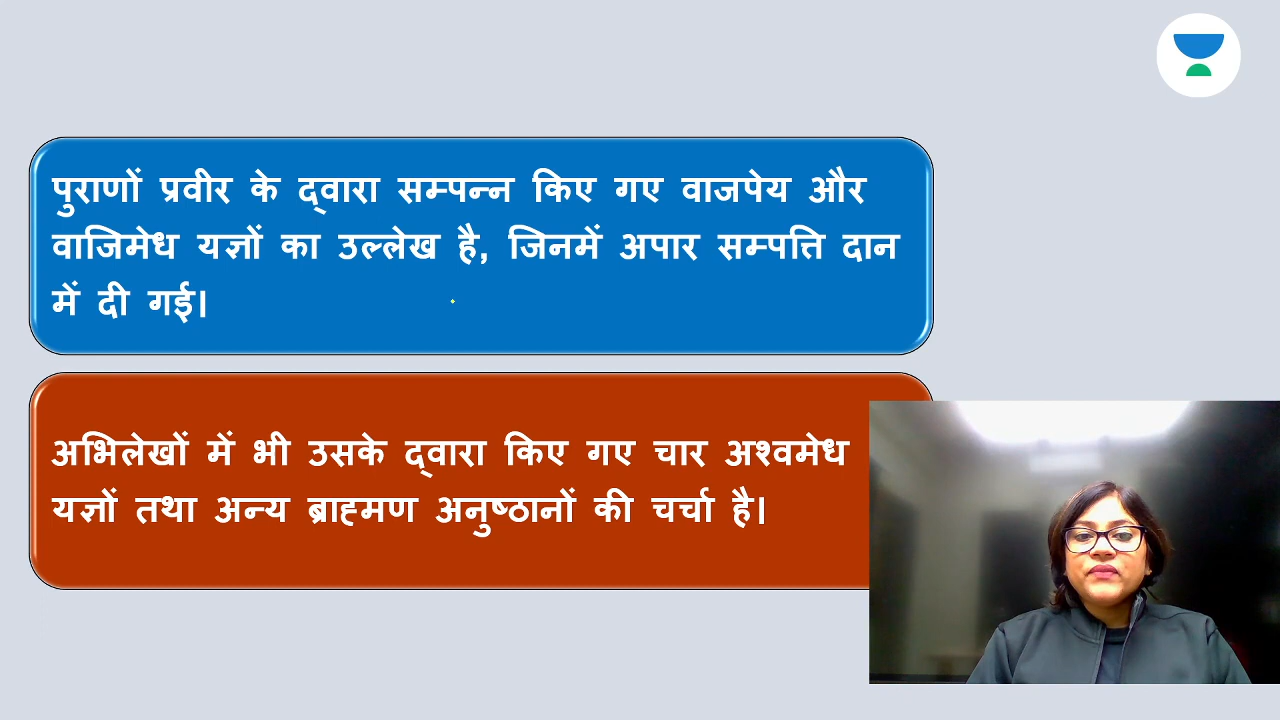 पुराणों प्रवीर के द्वारा सम्पन्न किए गए वाजपेय और
वाजिमेध यज्ञों का उल्लेख है, जिनमें अपार सम्पत्ति दान
में दी गई।
अभिलेखों में भी उसके द्वारा किए गए चार अश्वमेध
यज्ञों तथा अन्य ब्राह्मण अनुष्ठानों की चर्चा है।